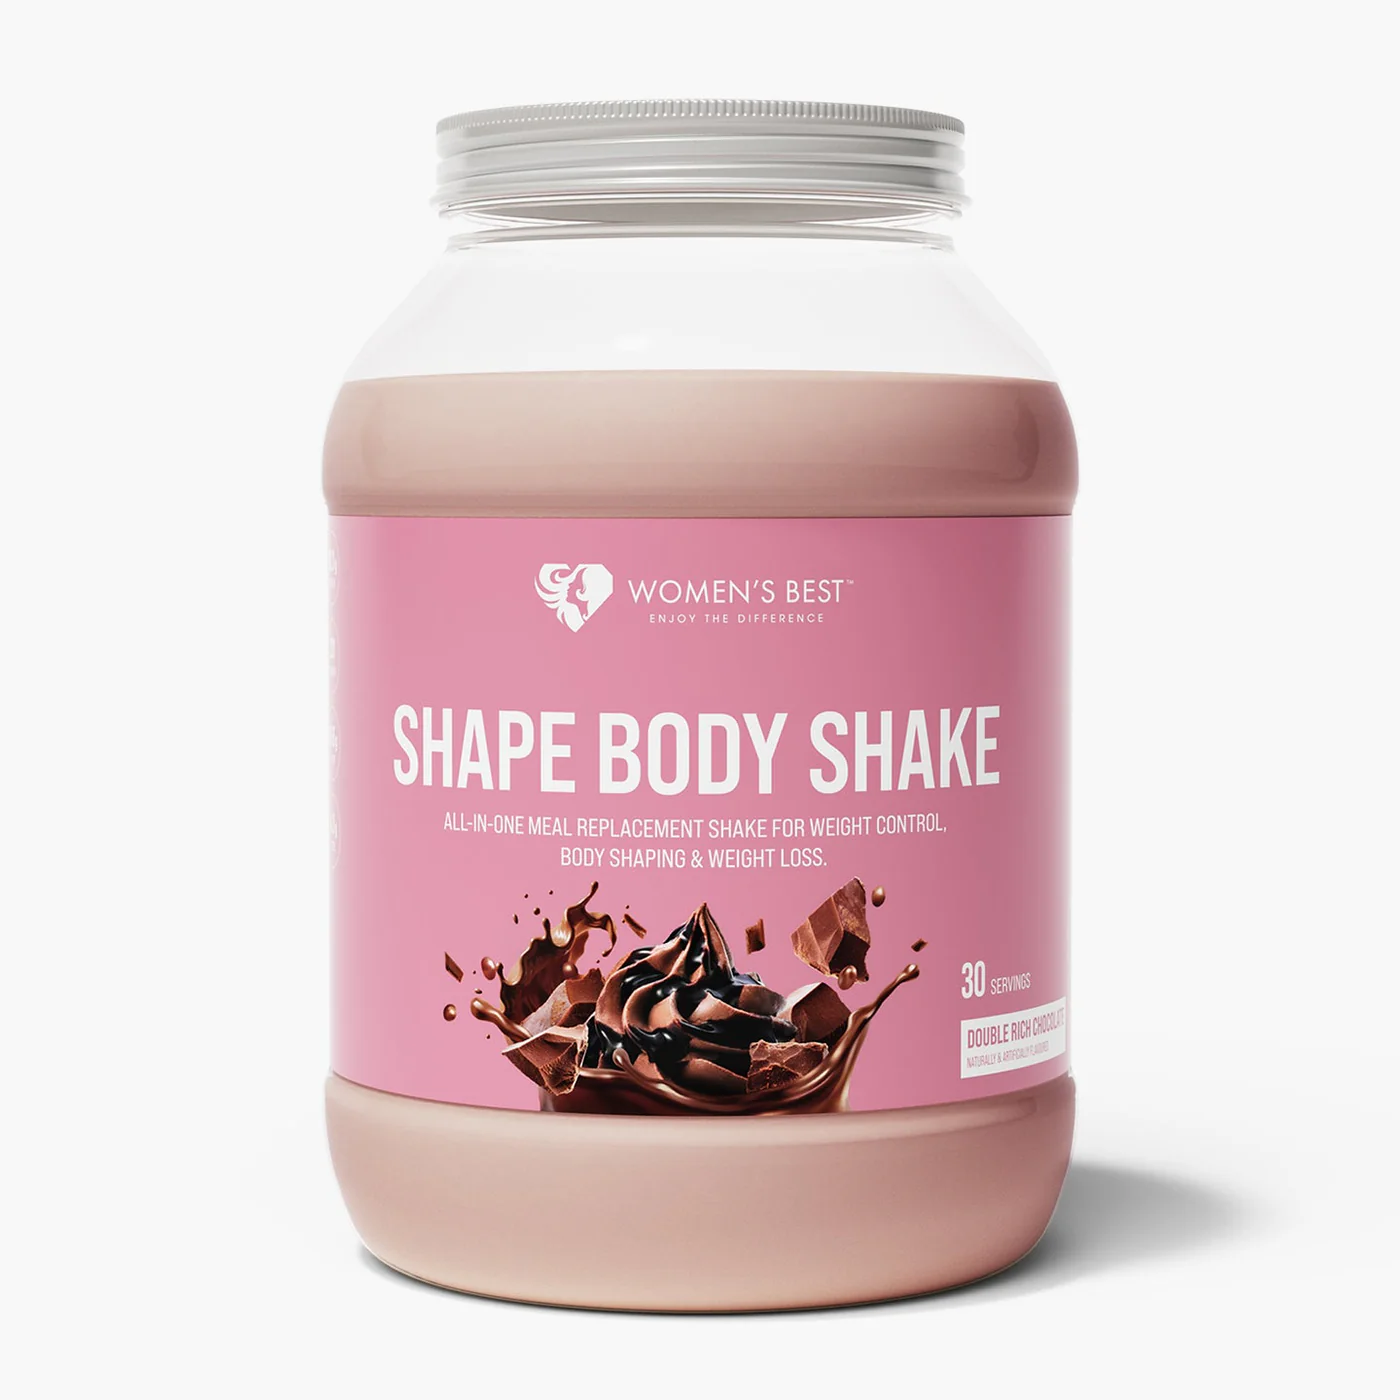 WOMEN'S BEST™
ENJOY THE DIFFERENCE
SHAPE BODY SHAKE
ALL-IN-ONE MEAL REPLACEMENT SHAKE FOR WEIGHT CONTROL,
BODY SHAPING & WEIGHT LOSS.
30 SERVINGS
DOUBLE RICH CHOCOLATE
NATURALLY & ARTIFICIALLY FLAVOURED